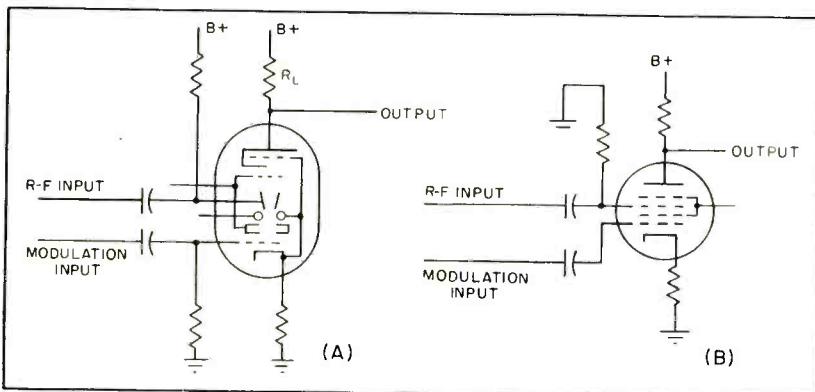 B+
B+
R_L
OUTPUT
R-F INPUT
MODULATION
INPUT
(A)
B+
OUTPUT
R-F INPUT
MODULATION
INPUT
(B)